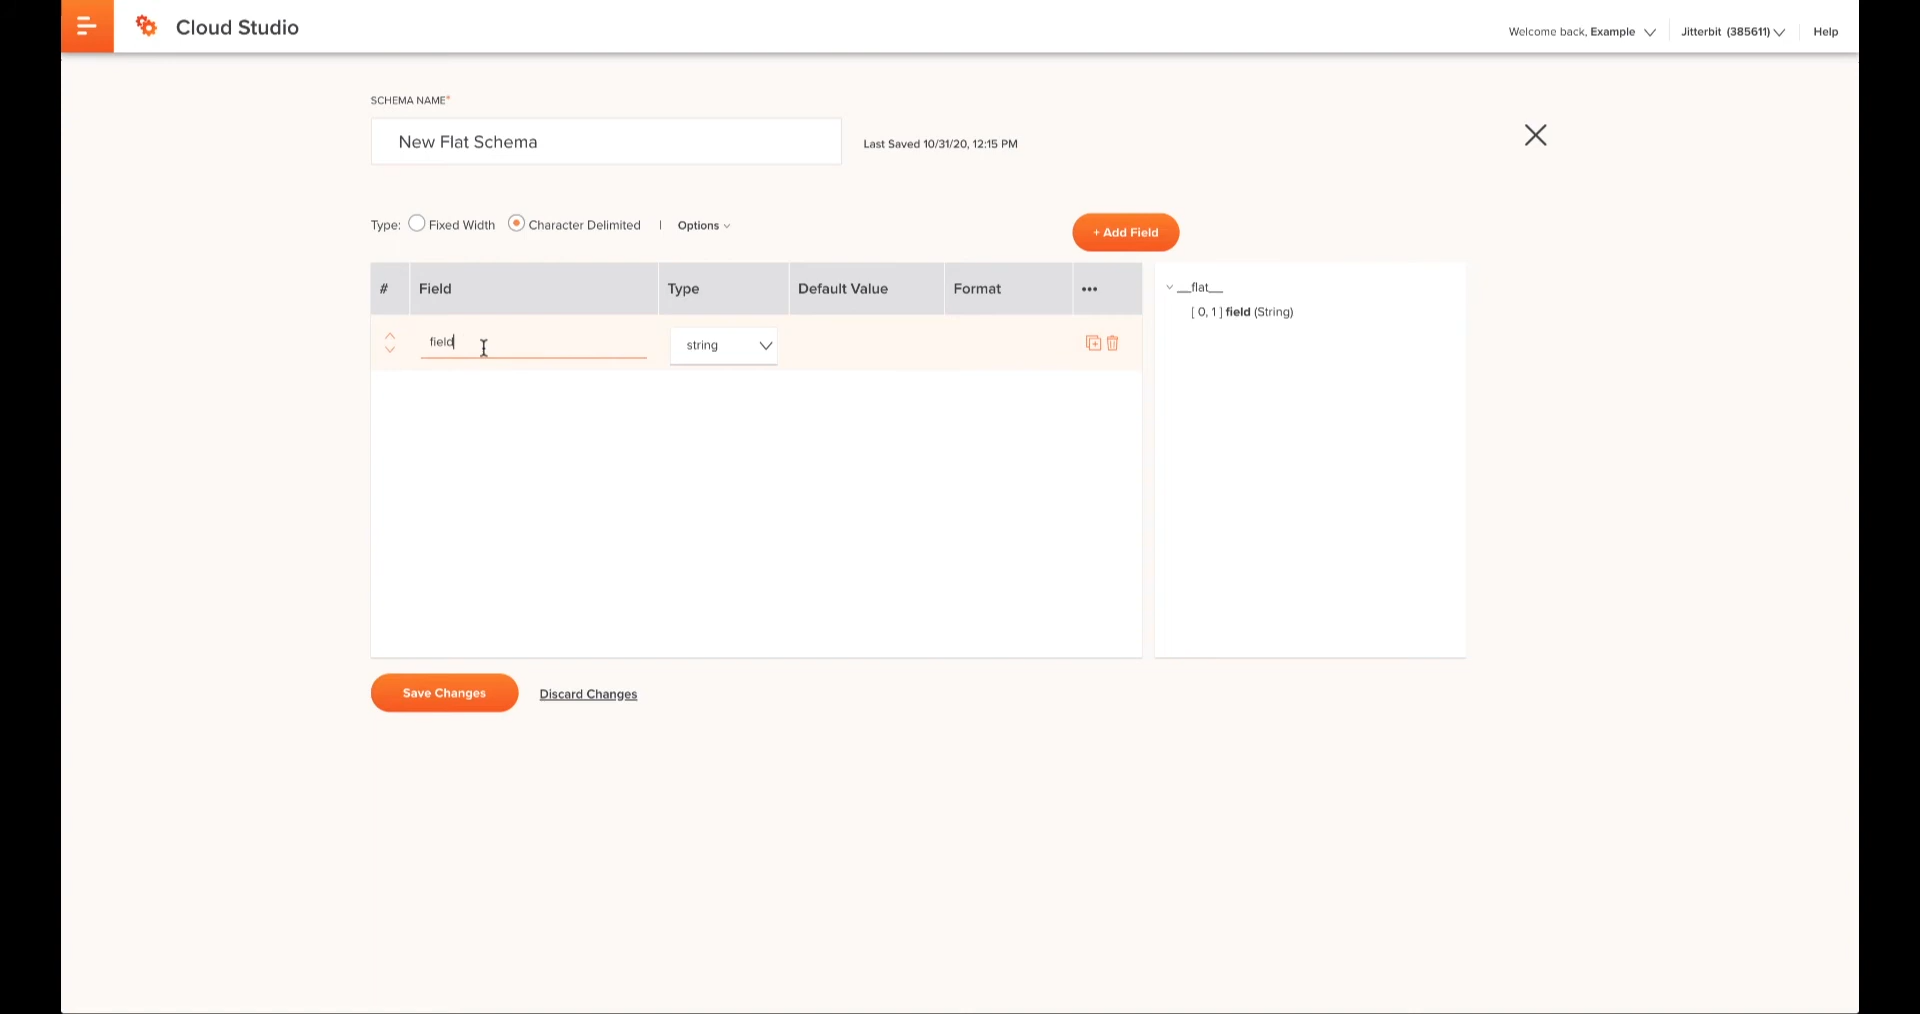 Cloud Studio
Welcome back, Example
Jitterbit (385611)
Help
SCHEMA NAME*
New Flat Schema
Last Saved 10/31/20, 12:15 PM
Type: Fixed Width Character Delimited | Options
+ Add Field
# Field Type Default Value Format •••
field string
__flat__
[ 0, 1 ] field (String)
Save Changes Discard Changes